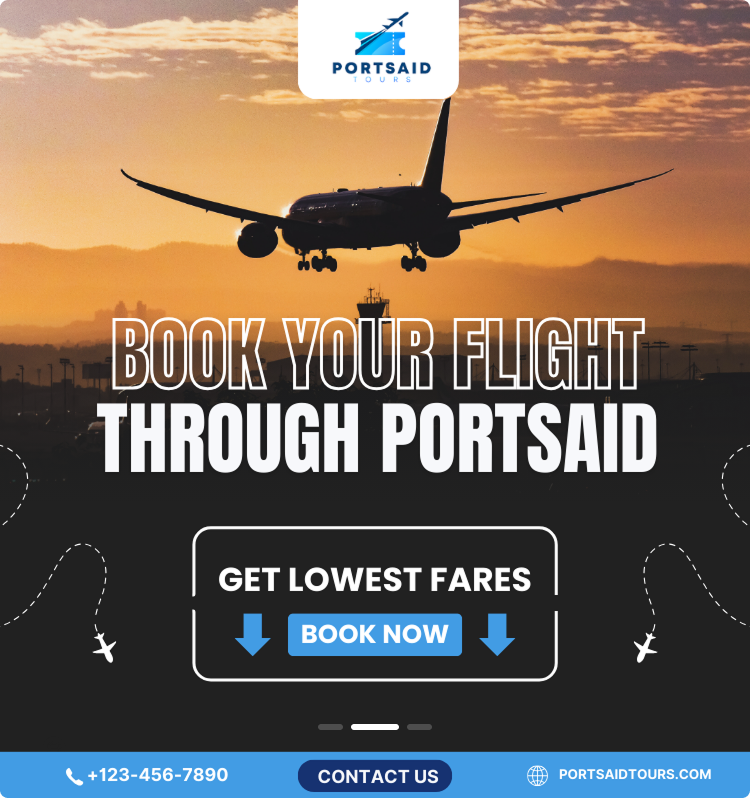 PORTSAID
TOURS
BOOK YOUR FLIGHT
THROUGH PORTSAID
GET LOWEST FARES
BOOK NOW
+123-456-7890
CONTACT US
PORTSAIDTOURS.COM